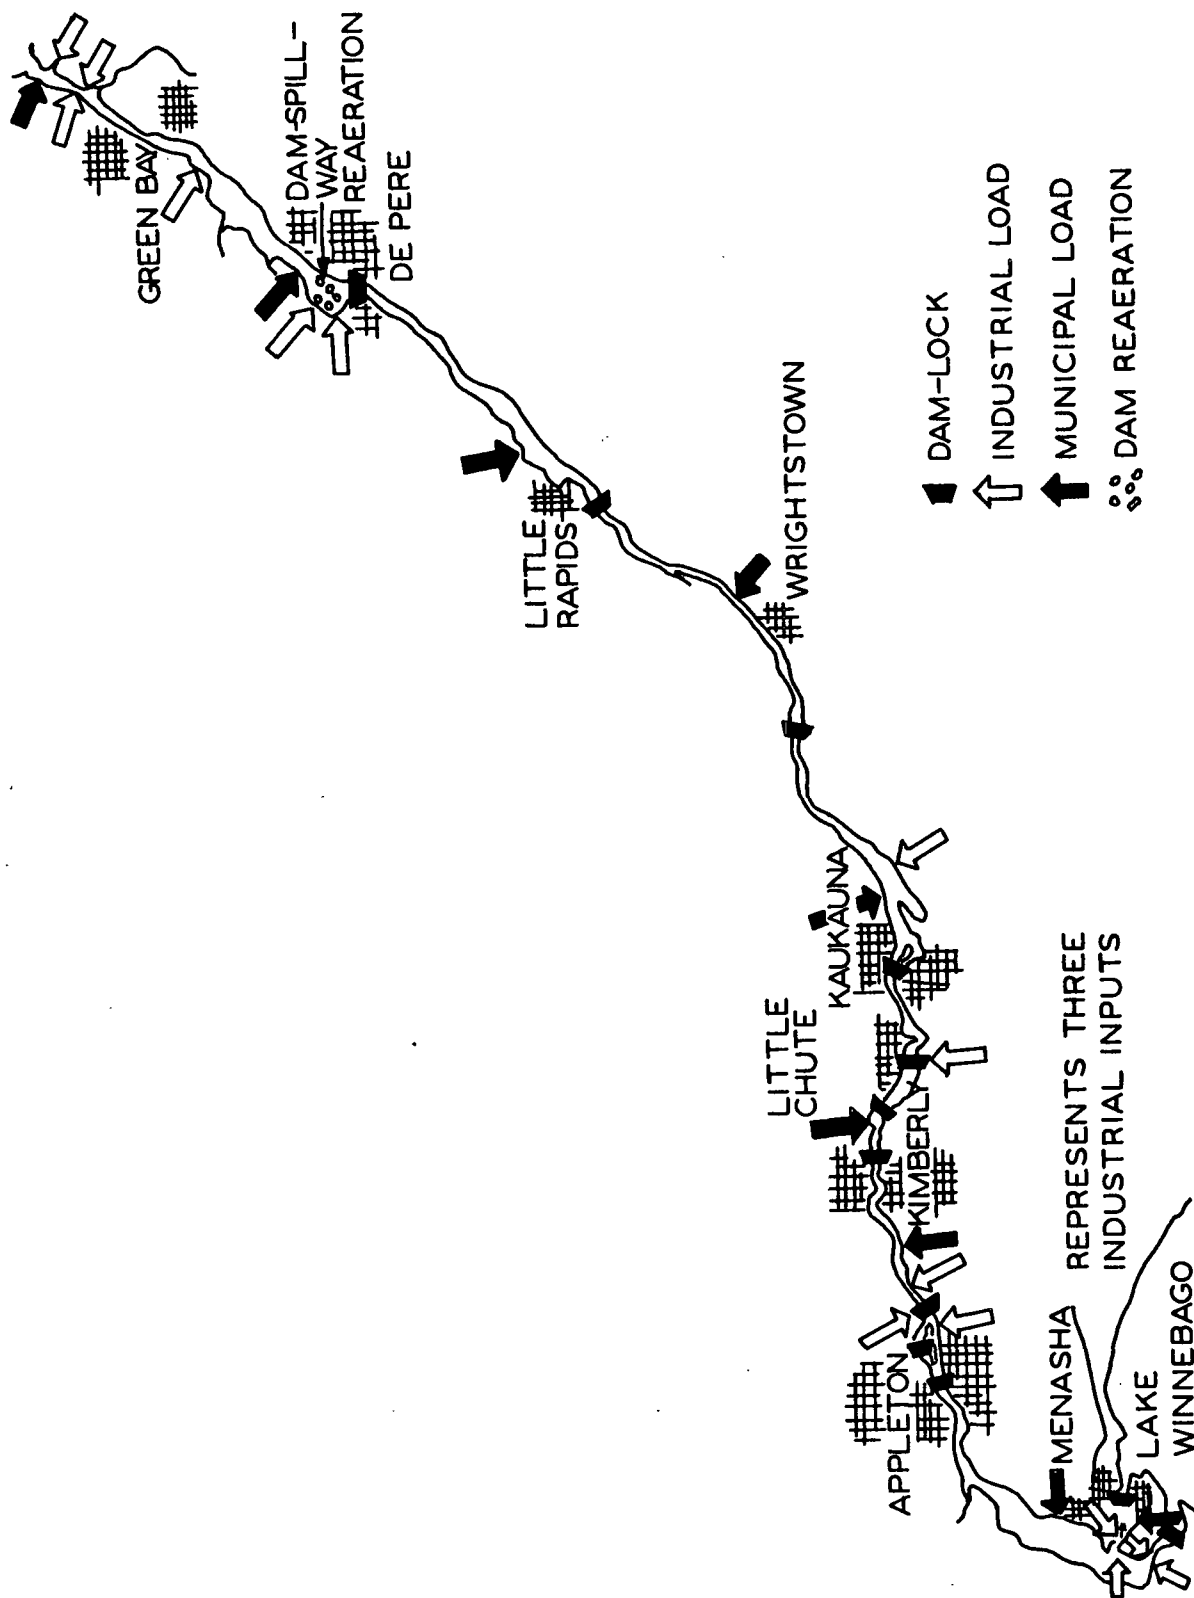 GREEN BAY
DAM-SPILL-
WAY
REAERATION
DE PERE
LITTLE
RAPIDS
WRIGHTSTOWN
KAUKAUNA
LITTLE
CHUTE
KIMBERLY
APPLETON
MENASHA
LAKE
WINNEBAGO
REPRESENTS THREE
INDUSTRIAL INPUTS
DAM-LOCK
INDUSTRIAL LOAD
MUNICIPAL LOAD
DAM REAERATION